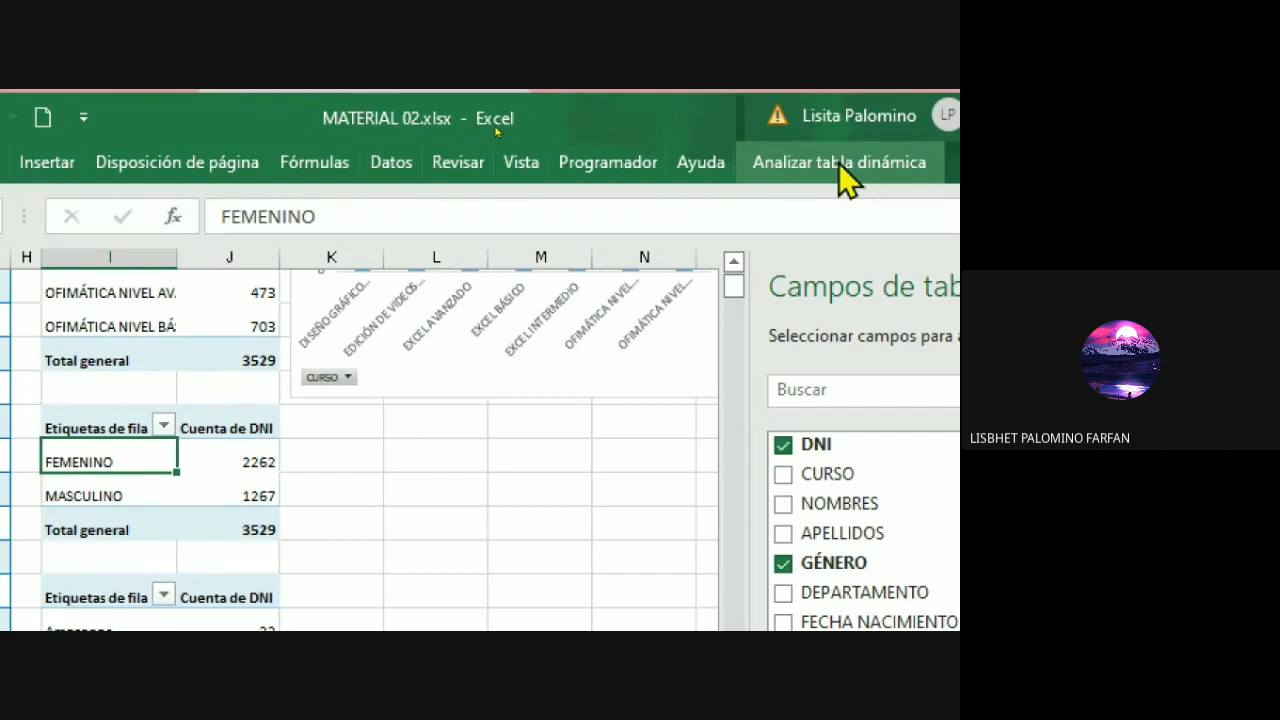 MATERIAL 02.xlsx - Excel
Lisita Palomino
LP
Insertar Disposición de página Fórmulas Datos Revisar Vista Programador Ayuda Analizar tabla dinámica
fx FEMENINO
H I J K L M N
OFIMÁTICA NIVEL AV. 473
OFIMÁTICA NIVEL BÁ 703
Total general 3529
0
DISEÑO GRÁFICO...
EDICIÓN DE VIDEOS...
EXCEL AVANZADO
EXCEL BÁSICO
EXCEL INTERMEDIO
OFIMÁTICA NIVEL...
OFIMÁTICA NIVEL...
CURSO
Etiquetas de fila Cuenta de DNI
FEMENINO 2262
MASCULINO 1267
Total general 3529
Etiquetas de fila Cuenta de DNI
Campos de tab
Seleccionar campos para
Buscar
DNI
CURSO
NOMBRES
APELLIDOS
GÉNERO
DEPARTAMENTO
FECHA NACIMIENTO
LISBHET PALOMINO FARFAN